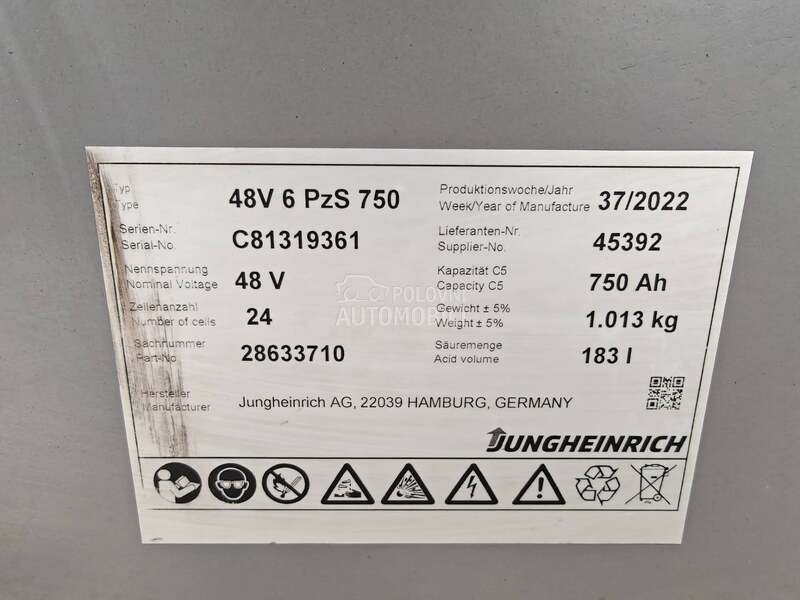 Typ
Type
48V 6 PzS 750
Produktionswoche/Jahr
Week/Year of Manufacture
37/2022
Serien-Nr.
Serial-No.
C81319361
Lieferanten-Nr.
Supplier-No.
45392
Nennspannung
Nominal Voltage
48 V
Kapazität C5
Capacity C5
750 Ah
Zellenanzahl
Number of cells
24
Gewicht ± 5%
Weight ± 5%
1.013 kg
Sachnummer
Part-No.
28633710
Säuremenge
Acid volume
183 l
Hersteller
Manufacturer
Jungheinrich AG, 22039 HAMBURG, GERMANY
JUNGHEINRICH
POLOVNI
AUTOMOBILI